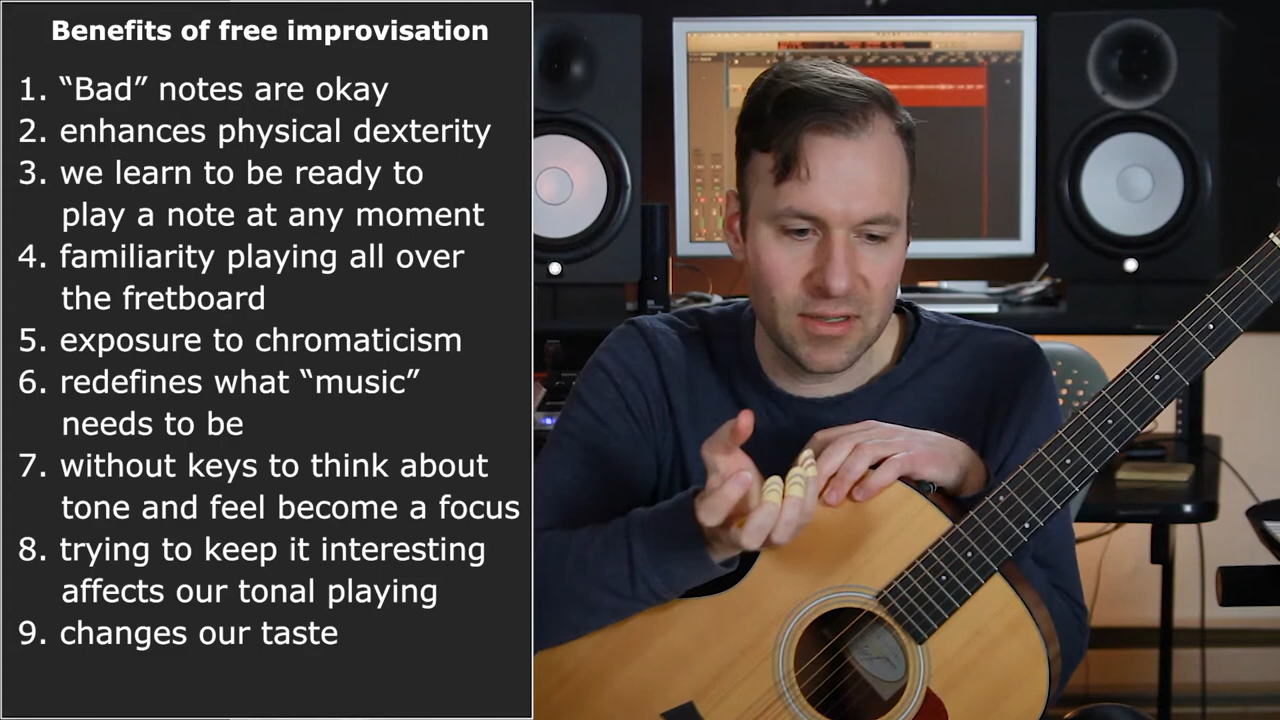 Benefits of free improvisation
1. “Bad” notes are okay
2. enhances physical dexterity
3. we learn to be ready to
play a note at any moment
4. familiarity playing all over
the fretboard
5. exposure to chromaticism
6. redefines what “music”
needs to be
7. without keys to think about
tone and feel become a focus
8. trying to keep it interesting
affects our tonal playing
9. changes our taste